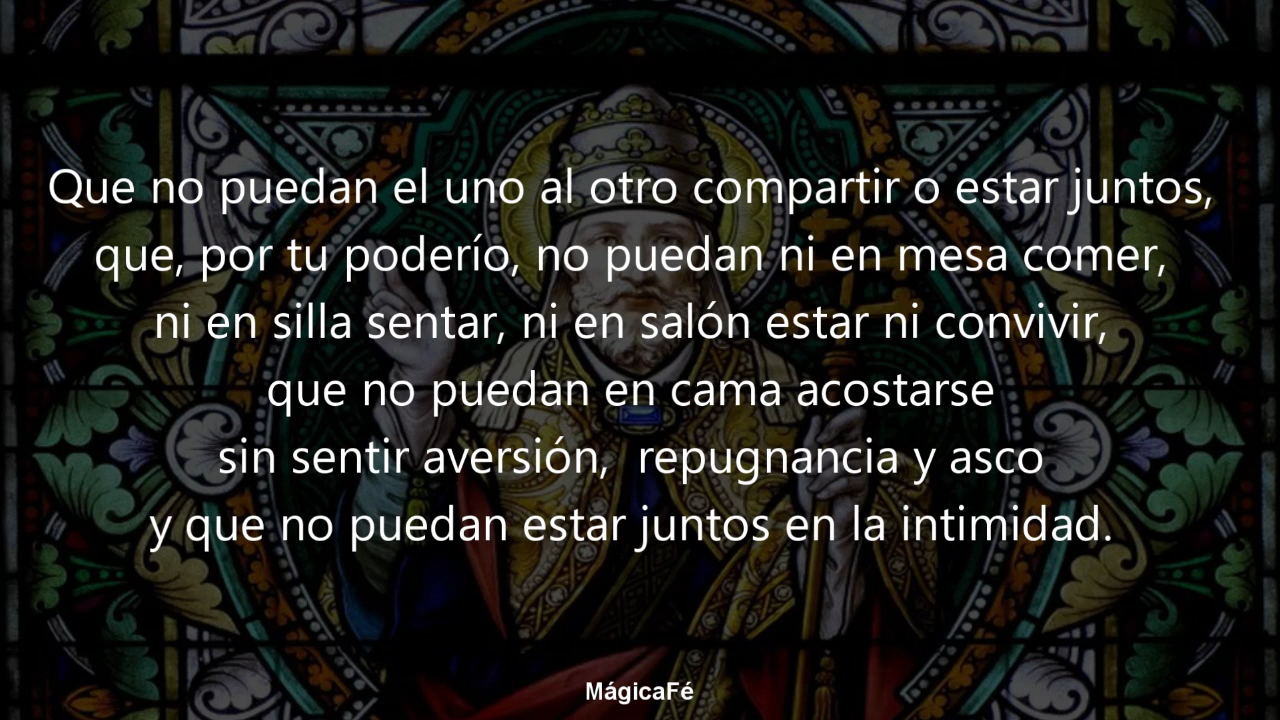 Que no puedan el uno al otro compartir o estar juntos,
que, por tu poderío, no puedan ni en mesa comer,
ni en silla sentar, ni en salón estar ni convivir,
que no puedan en cama acostarse
sin sentir aversión,  repugnancia y asco
y que no puedan estar juntos en la intimidad.
MágicaFé